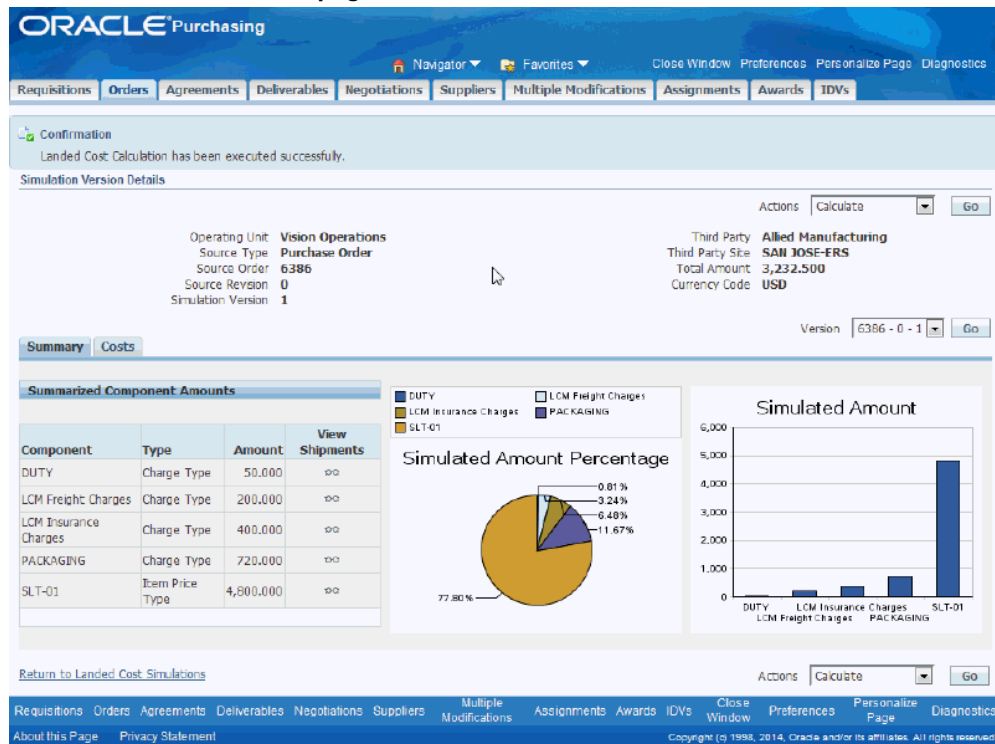 ORACLE® Purchasing
Navigator Favorites Close Window Preferences Personalize Page Diagnostics
Requisitions Orders Agreements Deliverables Negotiations Suppliers Multiple Modifications Assignments Awards IDVs
Confirmation
Landed Cost Calculation has been executed successfully.
Simulation Version Details
Actions Calculate Go
Operating Unit Vision Operations Third Party Allied Manufacturing
Source Type Purchase Order Third Party Site SAN JOSE-ERS
Source Order 6386 Total Amount 3,232.500
Source Revision 0 Currency Code USD
Simulation Version 1
Version 6386 - 0 - 1 Go
Summary Costs
Summarized Component Amounts
Component Type Amount View Shipments
DUTY Charge Type 50.000
LCM Freight Charges Charge Type 200.000
LCM Insurance Charges Charge Type 400.000
PACKAGING Charge Type 720.000
SLT-01 Item Price Type 4,800.000
DUTY LCM Freight Charges
LCM Insurance Charges PACKAGING
SLT-01
Simulated Amount Percentage
0.81%
3.24%
6.48%
11.67%
77.80%
Simulated Amount
6,000
5,000
4,000
3,000
2,000
1,000
0
DUTY LCM Insurance Charges SLT-01
LCM Freight Charges PACKAGING
Return to Landed Cost Simulations Actions Calculate Go
Requisitions Orders Agreements Deliverables Negotiations Suppliers Multiple Modifications Assignments Awards IDVs Close Window Preferences Personalize Page Diagnostics
About this Page Privacy Statement Copyright (c) 1998, 2014, Oracle and/or its affiliates. All rights reserved